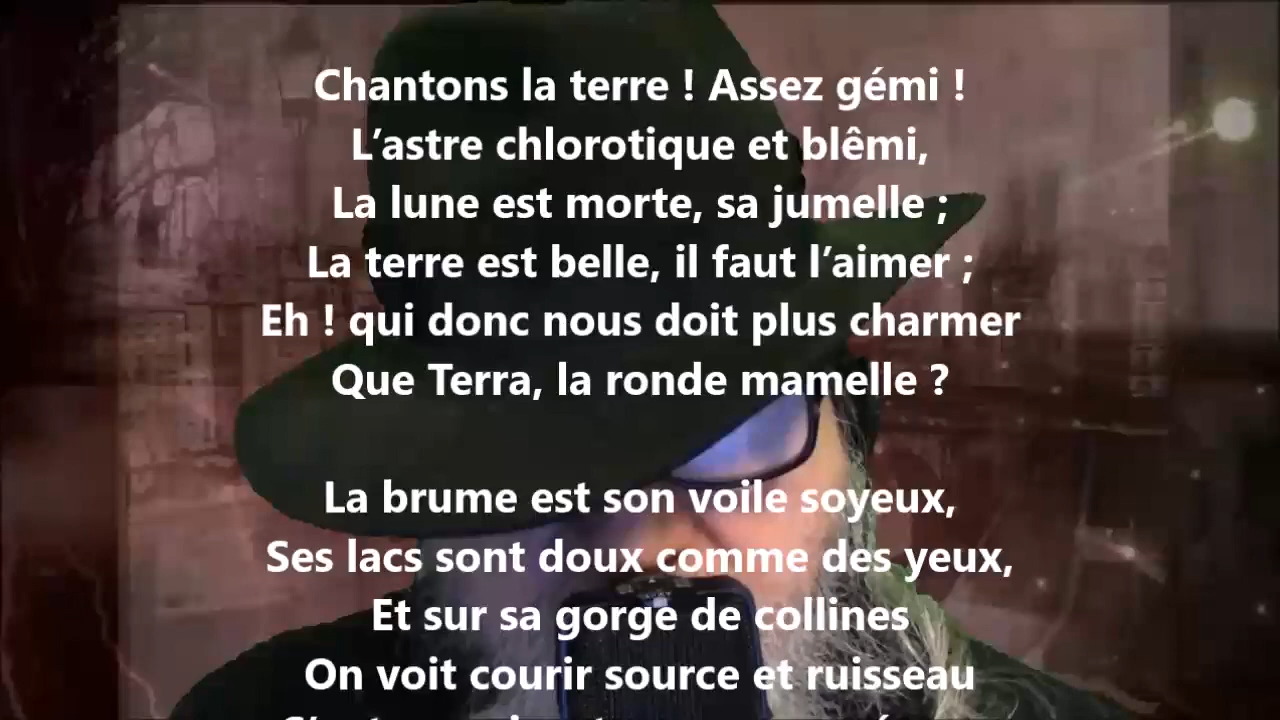 Chantons la terre ! Assez gémi !
L’astre chlorotique et blêmi,
La lune est morte, sa jumelle ;
La terre est belle, il faut l’aimer ;
Eh ! qui donc nous doit plus charmer
Que Terra, la ronde mamelle ?
La brume est son voile soyeux,
Ses lacs sont doux comme des yeux,
Et sur sa gorge de collines
On voit courir source et ruisseau